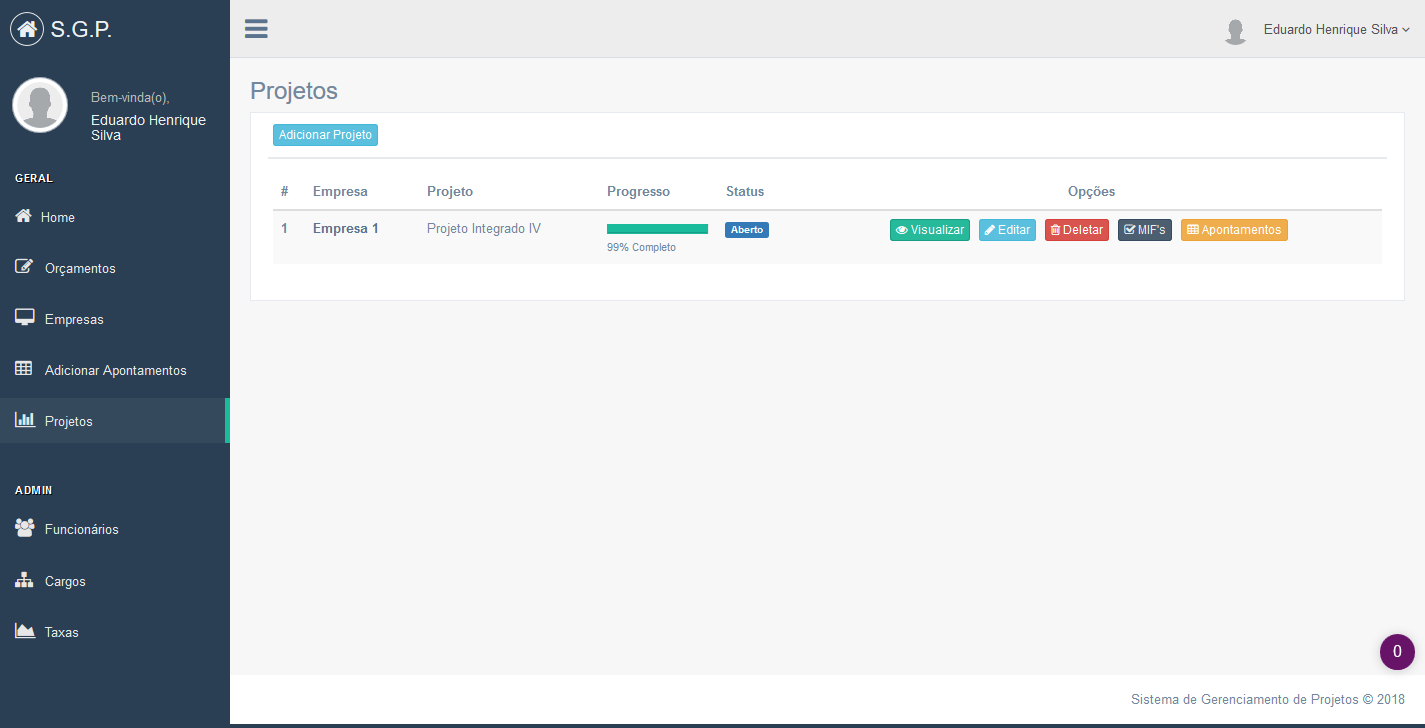 S.G.P.
Eduardo Henrique Silva
Bem-vinda(o),
Eduardo Henrique
Silva
GERAL
Home
Orçamentos
Empresas
Adicionar Apontamentos
Projetos
ADMIN
Funcionários
Cargos
Taxas
Projetos
Adicionar Projeto
# Empresa Projeto Progresso Status Opções
1 Empresa 1 Projeto Integrado IV Aberto Visualizar Editar Deletar MIF's Apontamentos
99% Completo
0
Sistema de Gerenciamento de Projetos © 2018